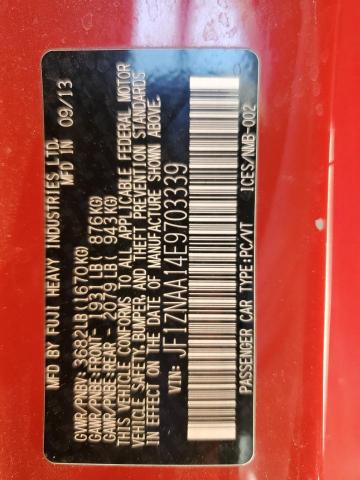 MFD BY FUJI HEAVY INDUSTRIES,LTD. IN 09/13
GVWR/PNBV 3682LB(1670KG)
GAWR/PNBE-FRONT- 1931LB( 876KG)
GAWR/PNBE-REAR - 2079LB( 943KG)
THIS VEHICLE CONFORMS TO ALL APPLICABLE FEDERAL MOTOR
VEHICLE SAFETY,BUMPER,AND THEFT PREVENTION STANDARDS
IN EFFECT ON THE DATE OF MANUFACTURE SHOWN ABOVE.
VIN: JF1ZNAA14E9703339
PASSENGER CAR TYPE:PC/VT ICES/NMB-002